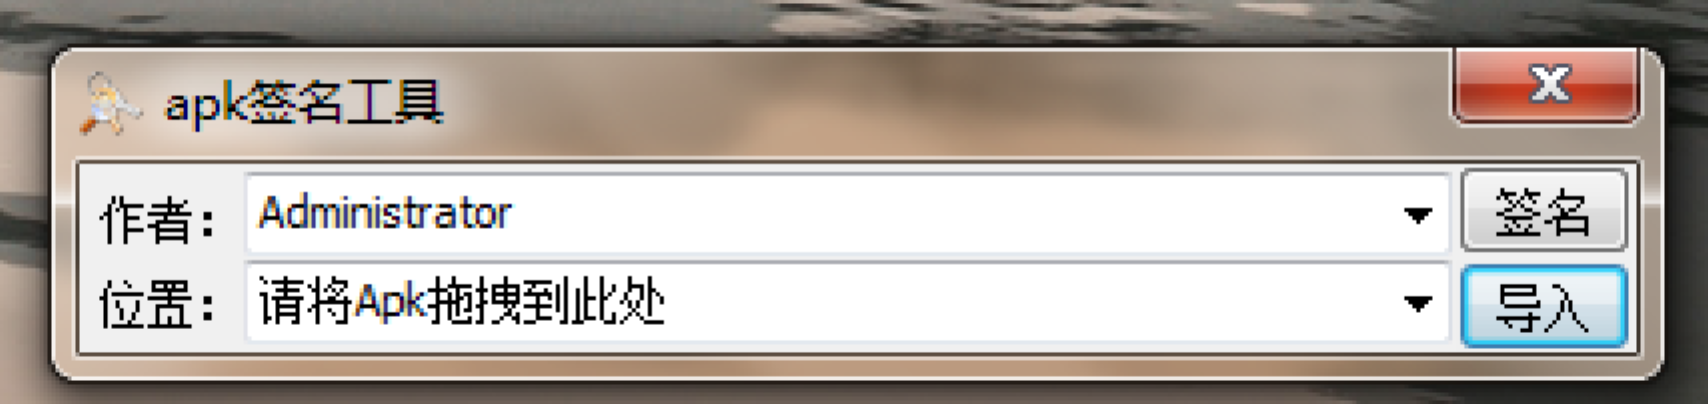 apk签名工具
作者： Administrator 签名
位置： 请将Apk拖拽到此处 导入